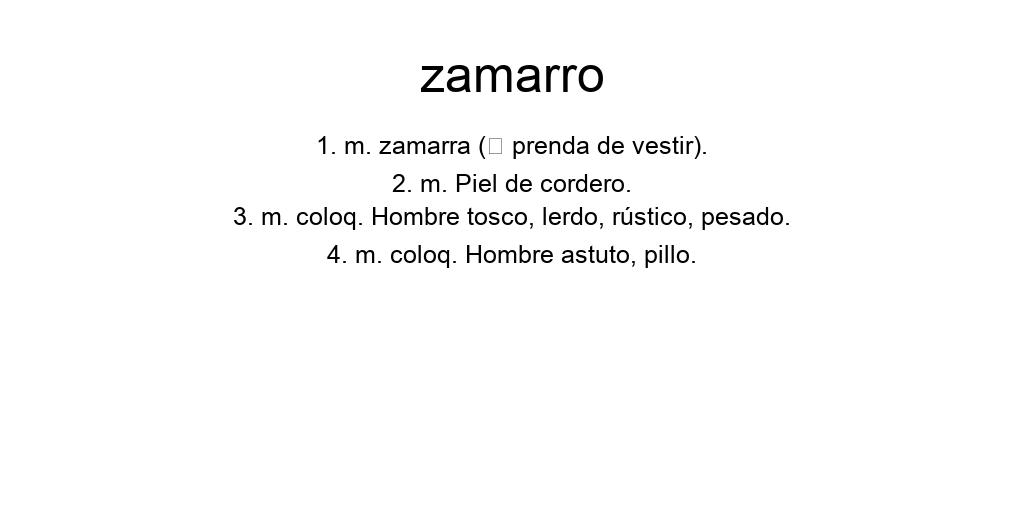 zamarro
1. m. zamarra (□ prenda de vestir).
2. m. Piel de cordero.
3. m. coloq. Hombre tosco, lerdo, rústico, pesado.
4. m. coloq. Hombre astuto, pillo.